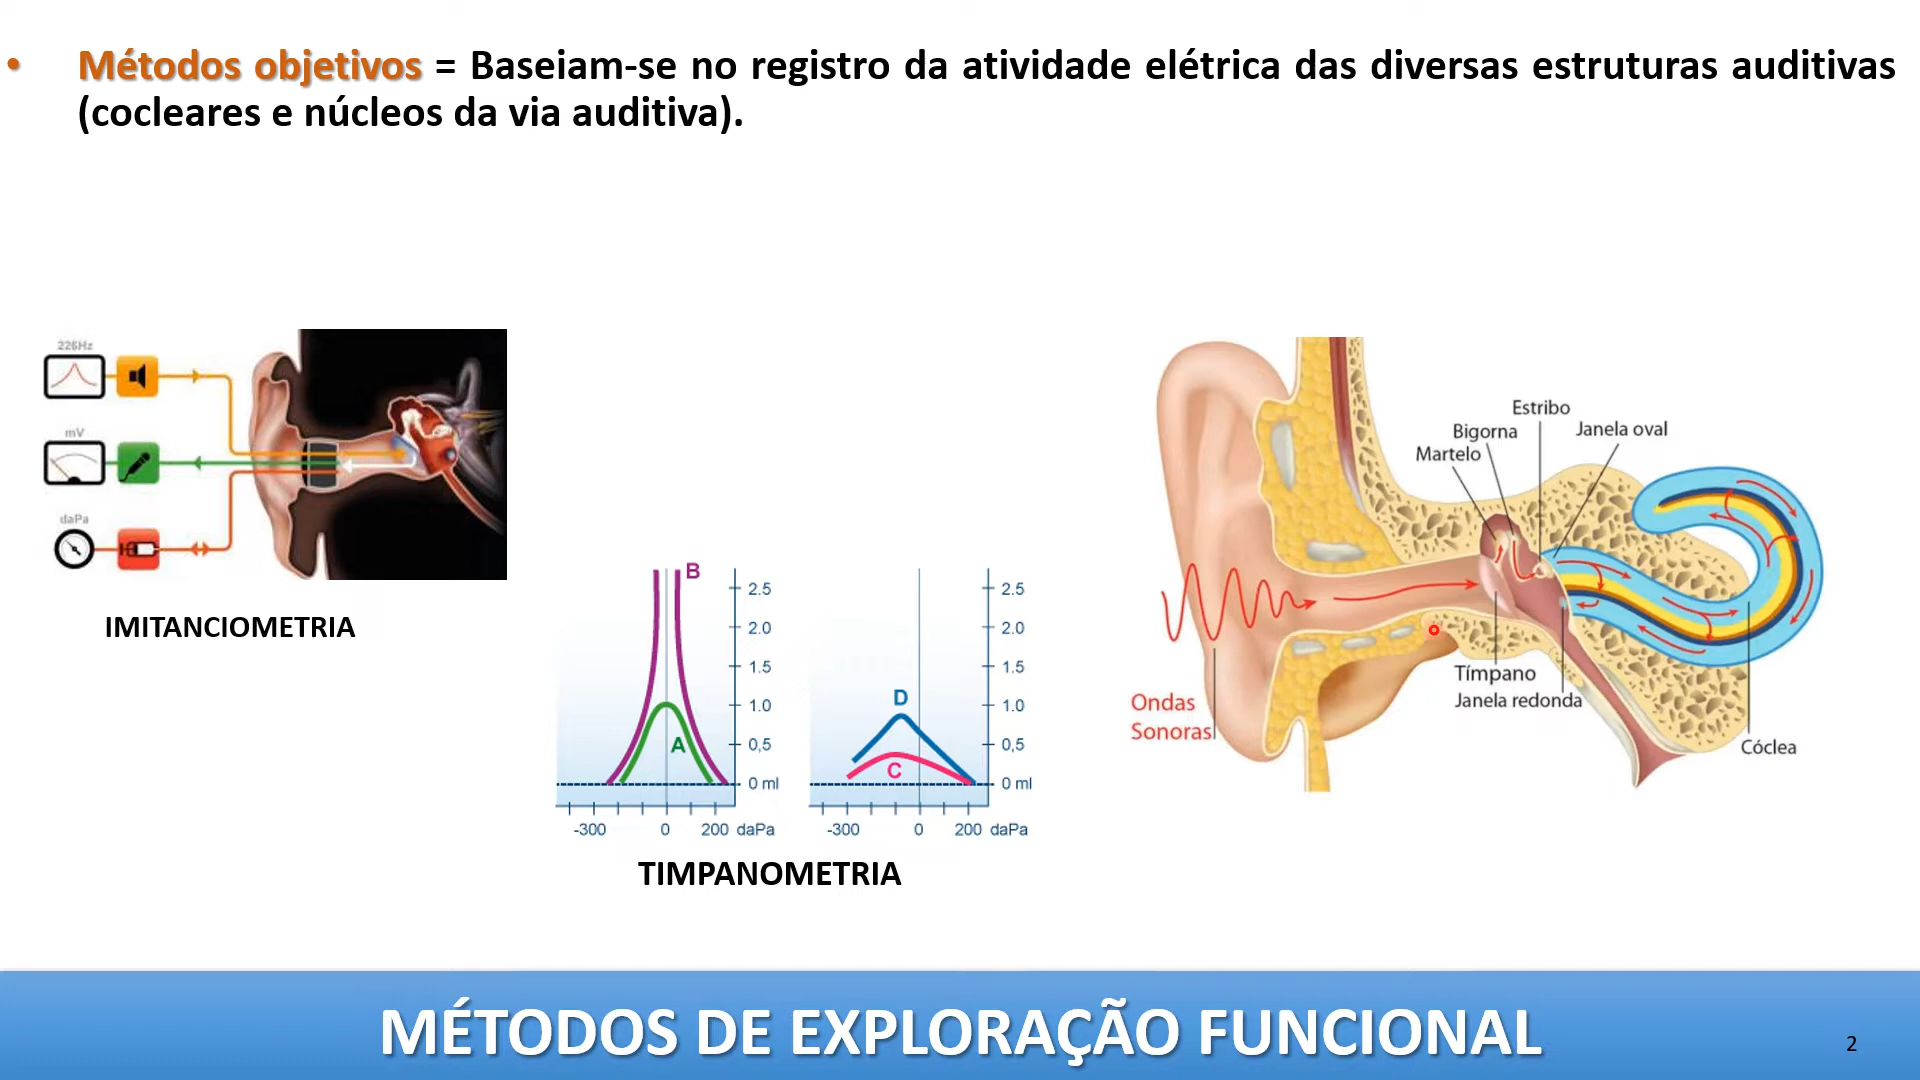 • Métodos objetivos = Baseiam-se no registro da atividade elétrica das diversas estruturas auditivas
(cocleares e núcleos da via auditiva).
226Hz
mV
daPa
IMITANCIOMETRIA
B
A
2.5
2.0
1.5
1.0
0,5
0 ml
-300 0 200 daPa
D
C
2.5
2.0
1.5
1.0
0,5
0 ml
-300 0 200 daPa
TIMPANOMETRIA
Estribo
Bigorna
Janela oval
Martelo
Tímpano
Janela redonda
Ondas
Sonoras
Cóclea
MÉTODOS DE EXPLORAÇÃO FUNCIONAL
2